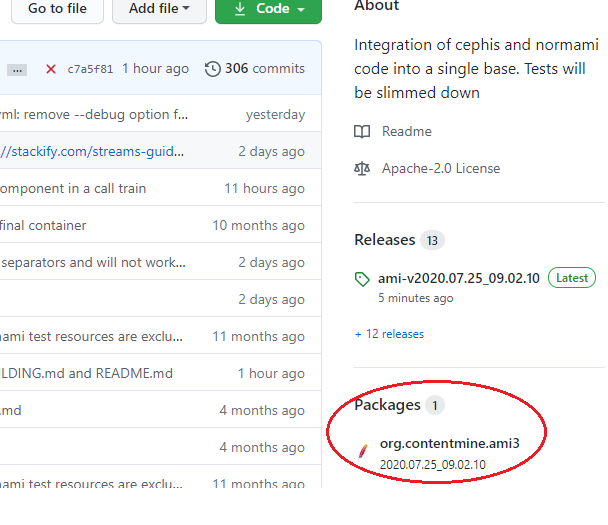 Go to file
Add file
Code
... c7a5f81 1 hour ago 306 commits
yml: remove --debug option f... yesterday
//stackify.com/streams-guid... 2 days ago
omponent in a call train 11 hours ago
final container 10 months ago
separators and will not work... 2 days ago
2 days ago
ami test resources are exclu... 11 months ago
ILDING.md and README.md 1 hour ago
.md 4 months ago
4 months ago
ami test resources are exclu... 11 months ago
About
Integration of cephis and normami
code into a single base. Tests will
be slimmed down
Readme
Apache-2.0 License
Releases 13
ami-v2020.07.25_09.02.10 Latest
5 minutes ago
+ 12 releases
Packages 1
org.contentmine.ami3
2020.07.25_09.02.10